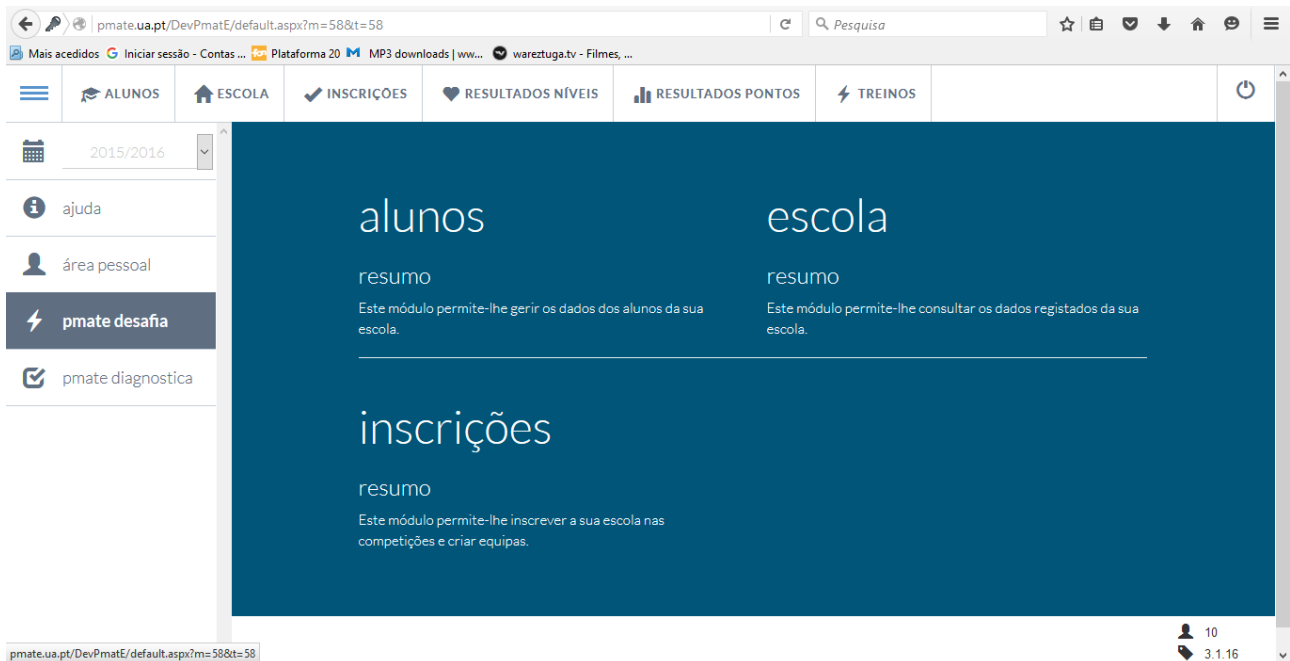 pmate.ua.pt/DevPmatE/default.aspx?m=58&t=58
Pesquisa
Mais acedidos
Iniciar sessão - Contas ...
fon
Plataforma 20
MP3 downloads | ww...
wareztuga.tv - Filmes, ...
ALUNOS
ESCOLA
INSCRIÇÕES
RESULTADOS NÍVEIS
RESULTADOS PONTOS
TREINOS
2015/2016
ajuda
área pessoal
pmate desafia
pmate diagnostica
alunos
resumo
Este módulo permite-lhe gerir os dados dos alunos da sua
escola.
escola
resumo
Este módulo permite-lhe consultar os dados registados da sua
escola.
inscrições
resumo
Este módulo permite-lhe inscrever a sua escola nas
competições e criar equipas.
10
3.1.16
pmate.ua.pt/DevPmatE/default.aspx?m=58&t=58